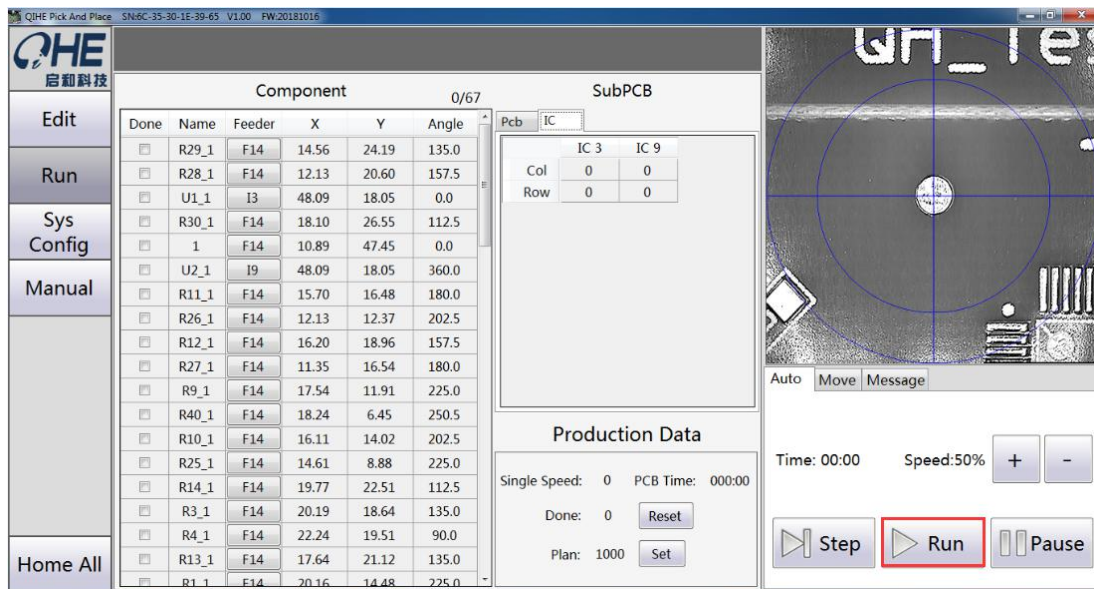 QIHE Pick And Place SN:6C-35-30-1E-39-65 V1.00 FW:20181016
QiHE
启和科技
Edit
Run
Sys
Config
Manual
Home All
Component 0/67
Done Name Feeder X Y Angle
R29_1 F14 14.56 24.19 135.0
R28_1 F14 12.13 20.60 157.5
U1_1 I3 48.09 18.05 0.0
R30_1 F14 18.10 26.55 112.5
1 F14 10.89 47.45 0.0
U2_1 I9 48.09 18.05 360.0
R11_1 F14 15.70 16.48 180.0
R26_1 F14 12.13 12.37 202.5
R12_1 F14 16.20 18.96 157.5
R27_1 F14 11.35 16.54 180.0
R9_1 F14 17.54 11.91 225.0
R40_1 F14 18.24 6.45 250.5
R10_1 F14 16.11 14.02 202.5
R25_1 F14 14.61 8.88 225.0
R14_1 F14 19.77 22.51 112.5
R3_1 F14 20.19 18.64 135.0
R4_1 F14 22.24 19.51 90.0
R13_1 F14 17.64 21.12 135.0
R1_1 F14 20.16 14.48 225.0
SubPCB
Pcb IC
IC 3 IC 9
Col 0 0
Row 0 0
Production Data
Single Speed: 0 PCB Time: 000:00
Done: 0 Reset
Plan: 1000 Set
QH_Tes
Auto Move Message
Time: 00:00 Speed:50% + -
Step Run Pause